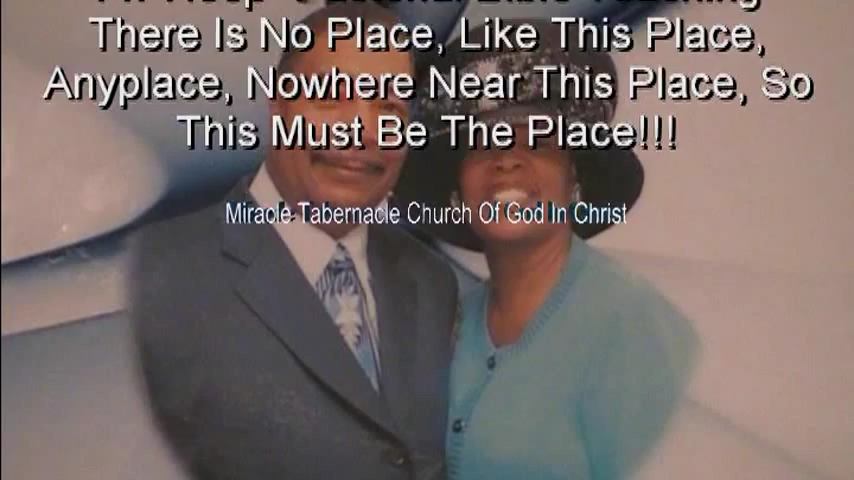 There Is No Place, Like This Place,
Anyplace, Nowhere Near This Place, So
This Must Be The Place!!!
Miracle Tabernacle Church Of God In Christ